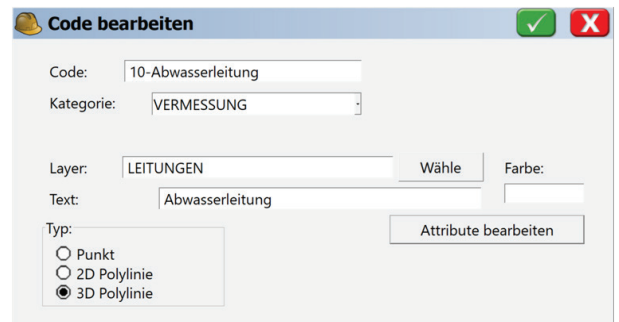 Code bearbeiten
Code: 10-Abwasserleitung
Kategorie: VERMESSUNG
Layer: LEITUNGEN Wähle Farbe:
Text: Abwasserleitung
Typ: Attribute bearbeiten
Punkt
2D Polylinie
3D Polylinie